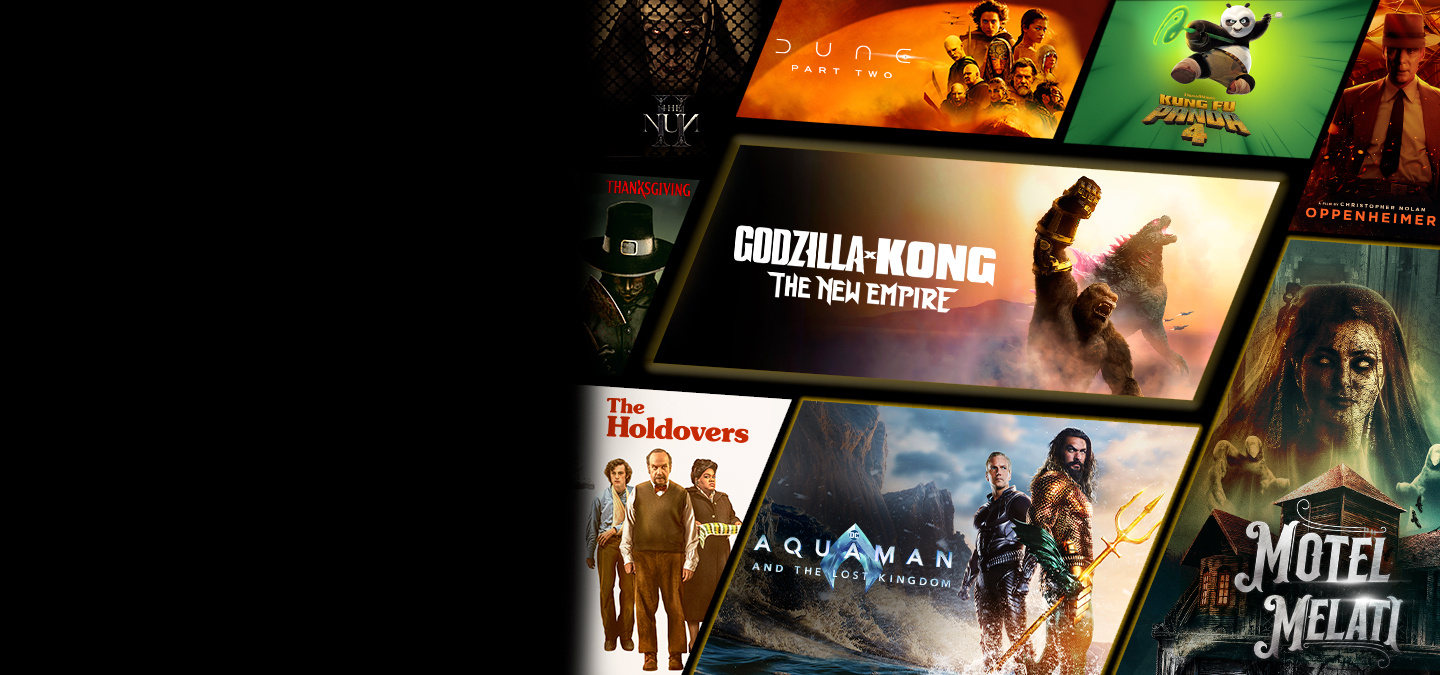 THE
NUN
II
DUNE
PART TWO
KUNG FU
PANDA
4
A FILM BY CHRISTOPHER NOLAN
OPPENHEIMER
THANKSGIVING
GODZILLA x KONG
THE NEW EMPIRE
The
Holdovers
DC
AQUAMAN
AND THE LOST KINGDOM
MOTEL
MELATI